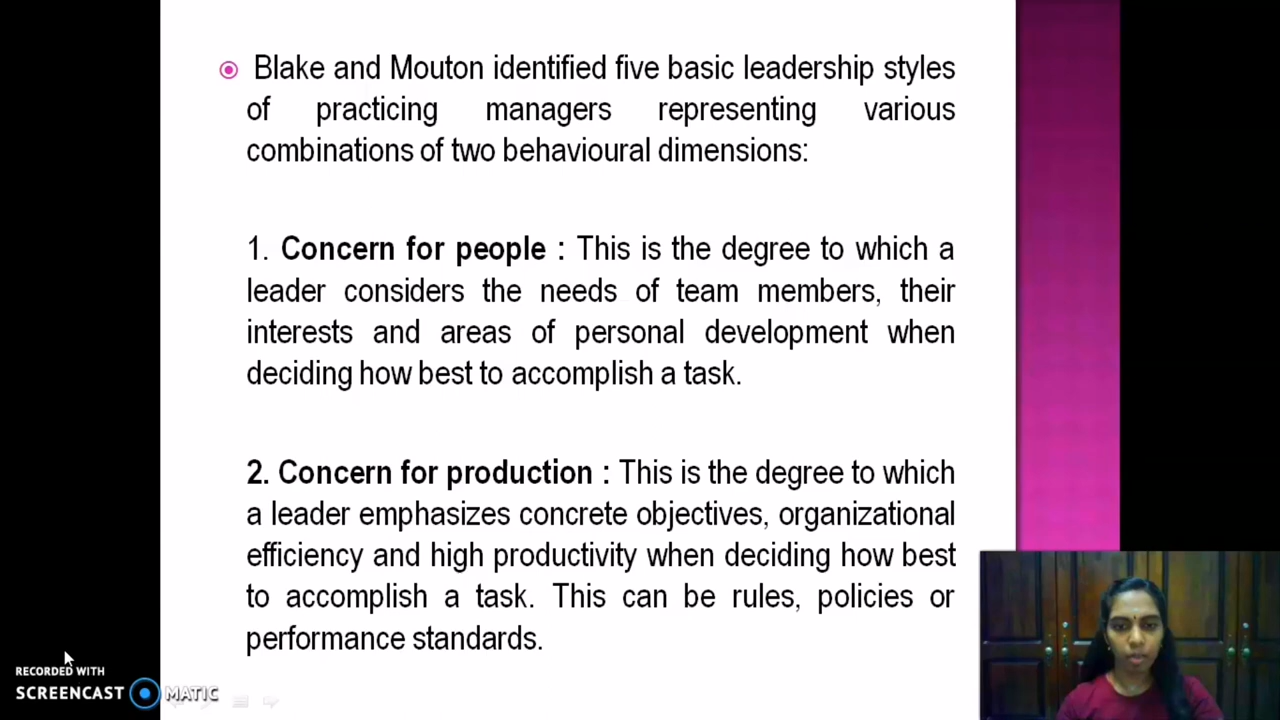 Blake and Mouton identified five basic leadership styles
of practicing managers representing various
combinations of two behavioural dimensions:
1. Concern for people : This is the degree to which a
leader considers the needs of team members, their
interests and areas of personal development when
deciding how best to accomplish a task.
2. Concern for production : This is the degree to which
a leader emphasizes concrete objectives, organizational
efficiency and high productivity when deciding how best
to accomplish a task. This can be rules, policies or
performance standards.
RECORDED WITH
SCREENCAST MATIC